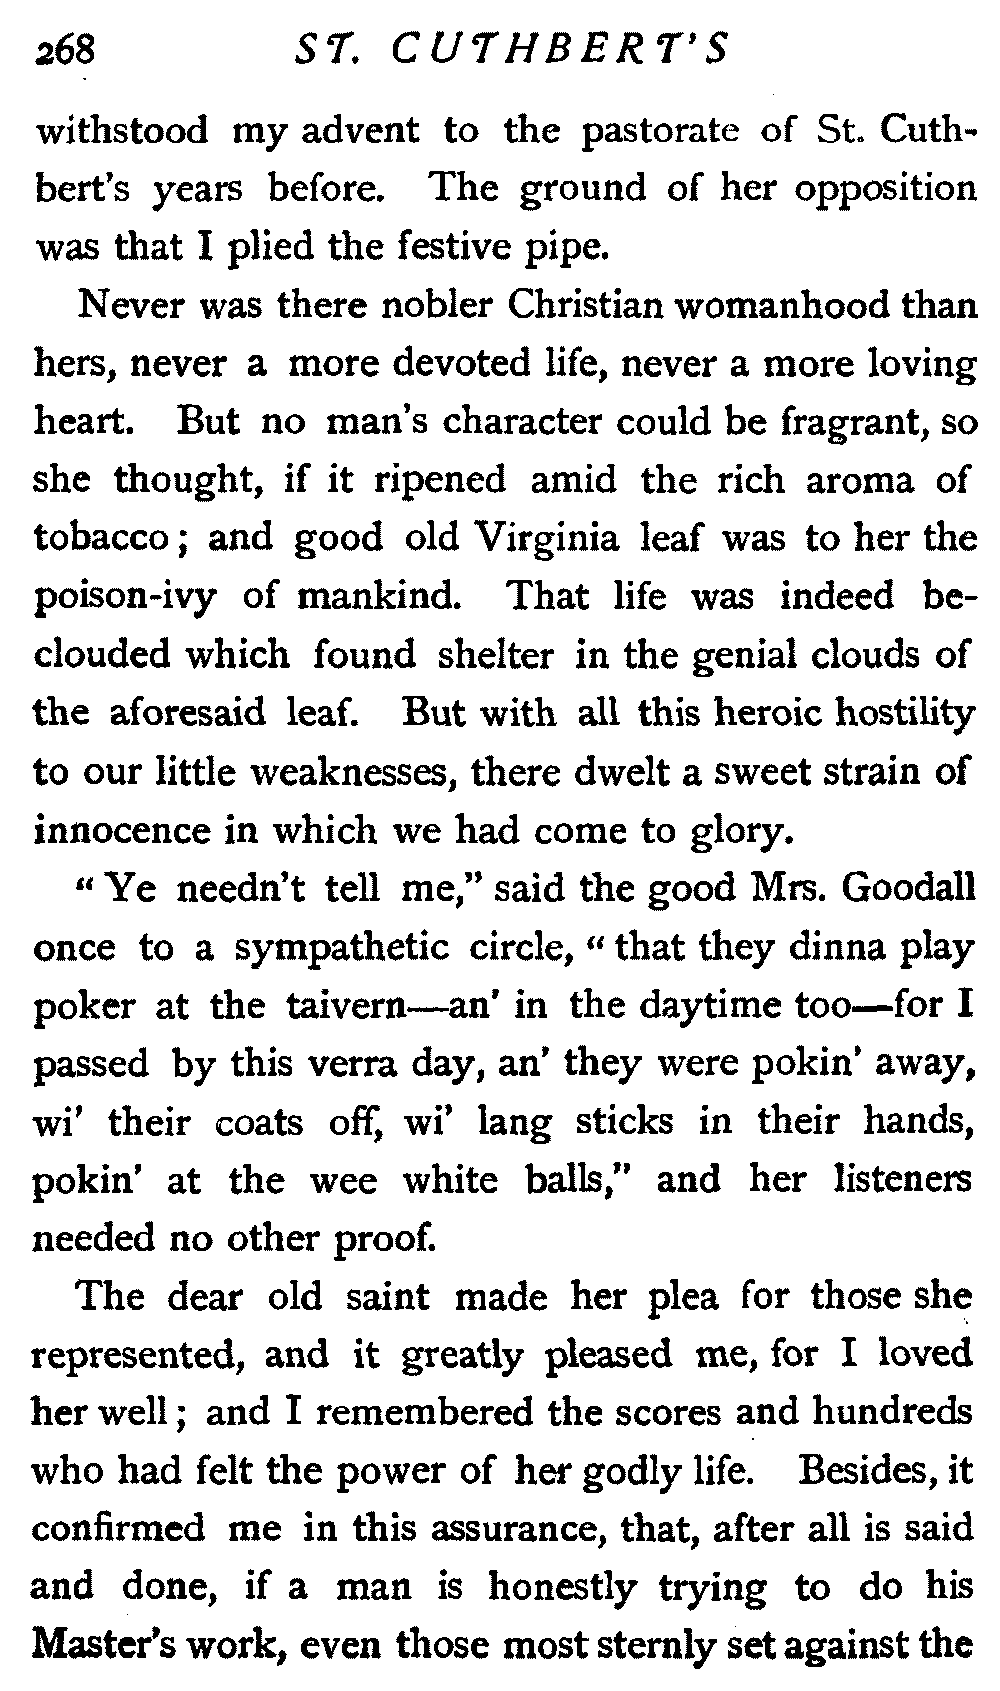 268 ST. CUTHBERT'S
withstood my advent to the pastorate of St. Cuth-
bert's years before. The ground of her opposition
was that I plied the festive pipe.
Never was there nobler Christian womanhood than
hers, never a more devoted life, never a more loving
heart. But no man's character could be fragrant, so
she thought, if it ripened amid the rich aroma of
tobacco; and good old Virginia leaf was to her the
poison-ivy of mankind. That life was indeed be-
clouded which found shelter in the genial clouds of
the aforesaid leaf. But with all this heroic hostility
to our little weaknesses, there dwelt a sweet strain of
innocence in which we had come to glory.
“Ye needn't tell me,” said the good Mrs. Goodall
once to a sympathetic circle, “that they dinna play
poker at the taivern—an' in the daytime too—for I
passed by this verra day, an' they were pokin' away,
wi' their coats off, wi' lang sticks in their hands,
pokin' at the wee white balls,” and her listeners
needed no other proof.
The dear old saint made her plea for those she
represented, and it greatly pleased me, for I loved
her well; and I remembered the scores and hundreds
who had felt the power of her godly life. Besides, it
confirmed me in this assurance, that, after all is said
and done, if a man is honestly trying to do his
Master's work, even those most sternly set against the